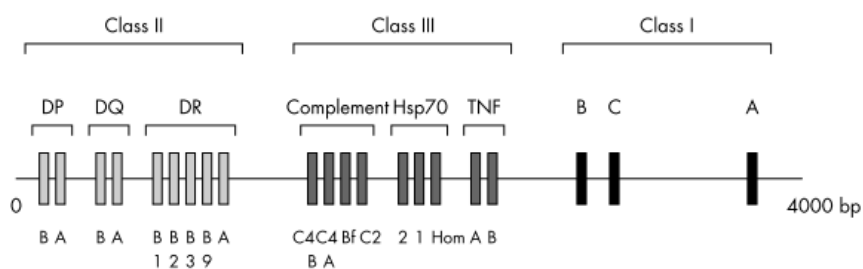 Class II Class III Class I
DP DQ DR Complement Hsp70 TNF B C A
0 4000 bp
B A B A B B B B A C4 C4 Bf C2 2 1 Hom A B
1 2 3 9 B A